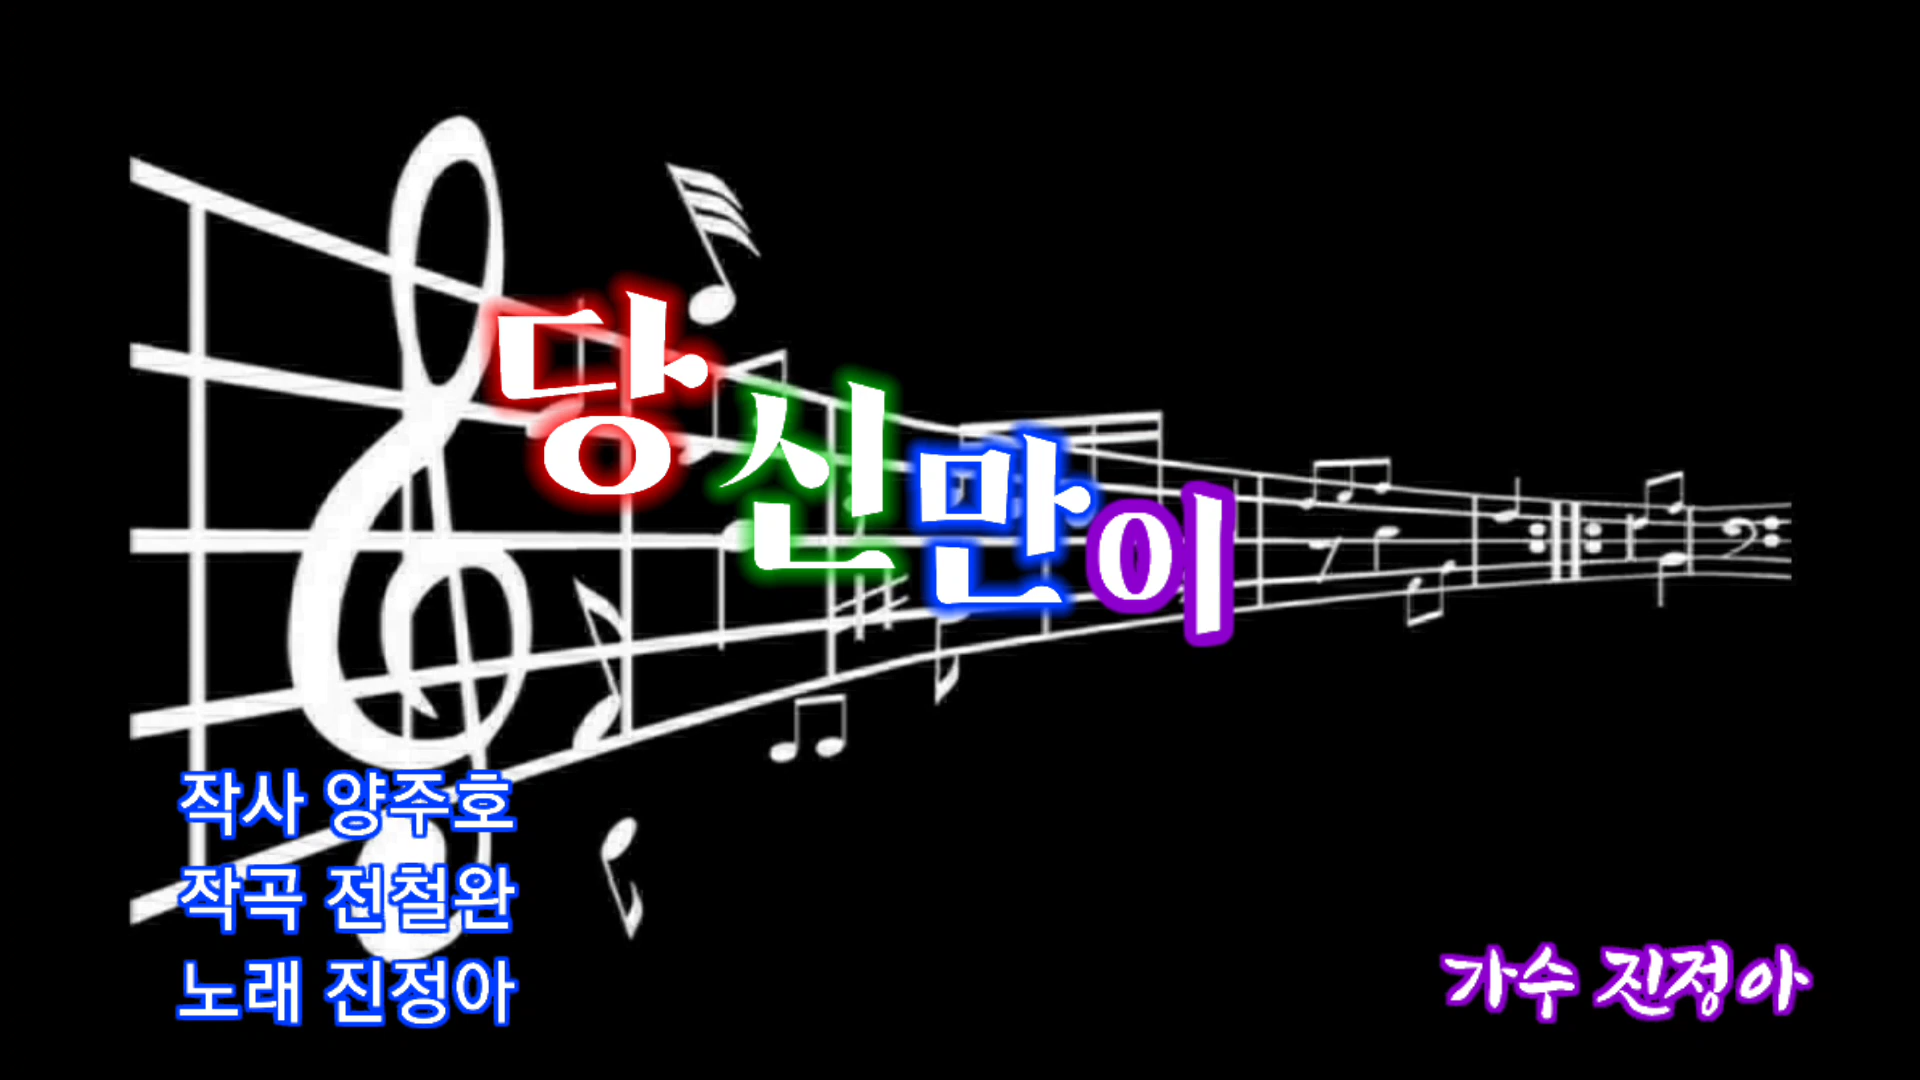 당신만이
작사 양주호
작곡 전철완
노래 진정아
가수 진정아